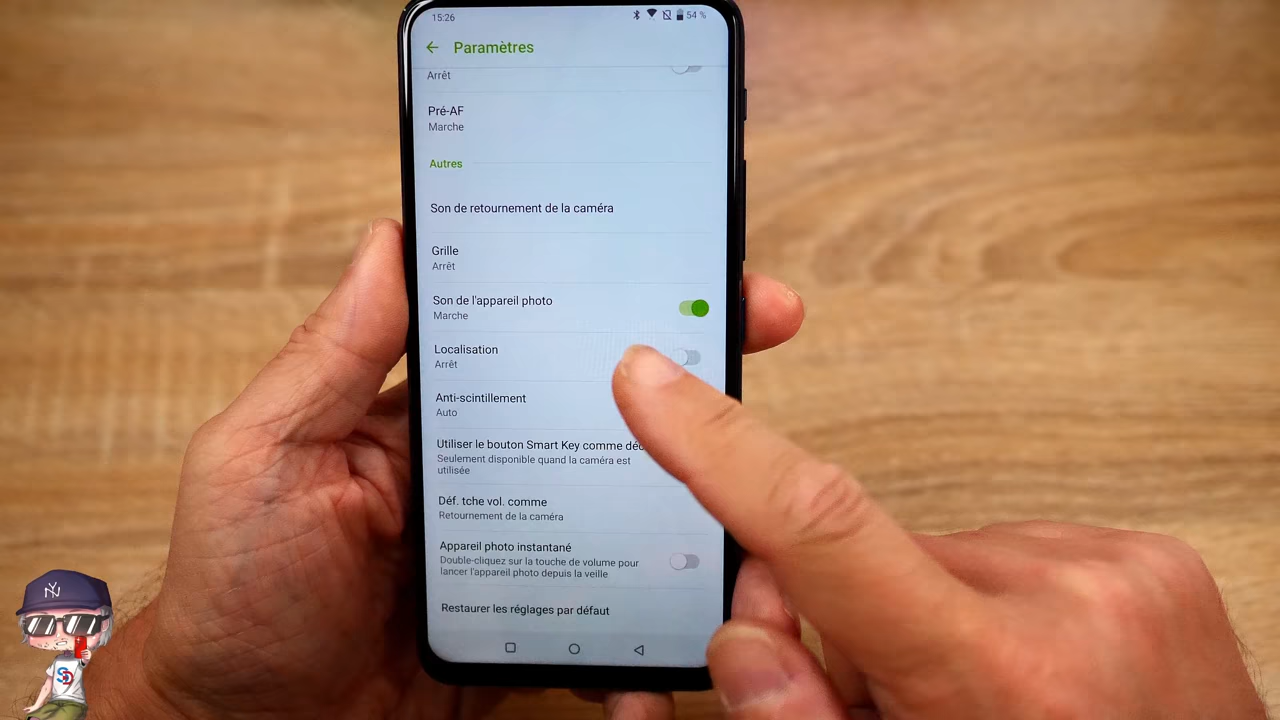 15:26
54 %
Paramètres
Arrêt
Pré-AF
Marche
Autres
Son de retournement de la caméra
Grille
Arrêt
Son de l'appareil photo
Marche
Localisation
Arrêt
Anti-scintillement
Auto
Utiliser le bouton Smart Key comme
Seulement disponible quand la caméra est
utilisée
Déf. tche vol. comme
Retournement de la caméra
Appareil photo instantané
Double-cliquez sur la touche de volume pour
lancer l'appareil photo depuis la veille
Restaurer les réglages par défaut
NY
SD